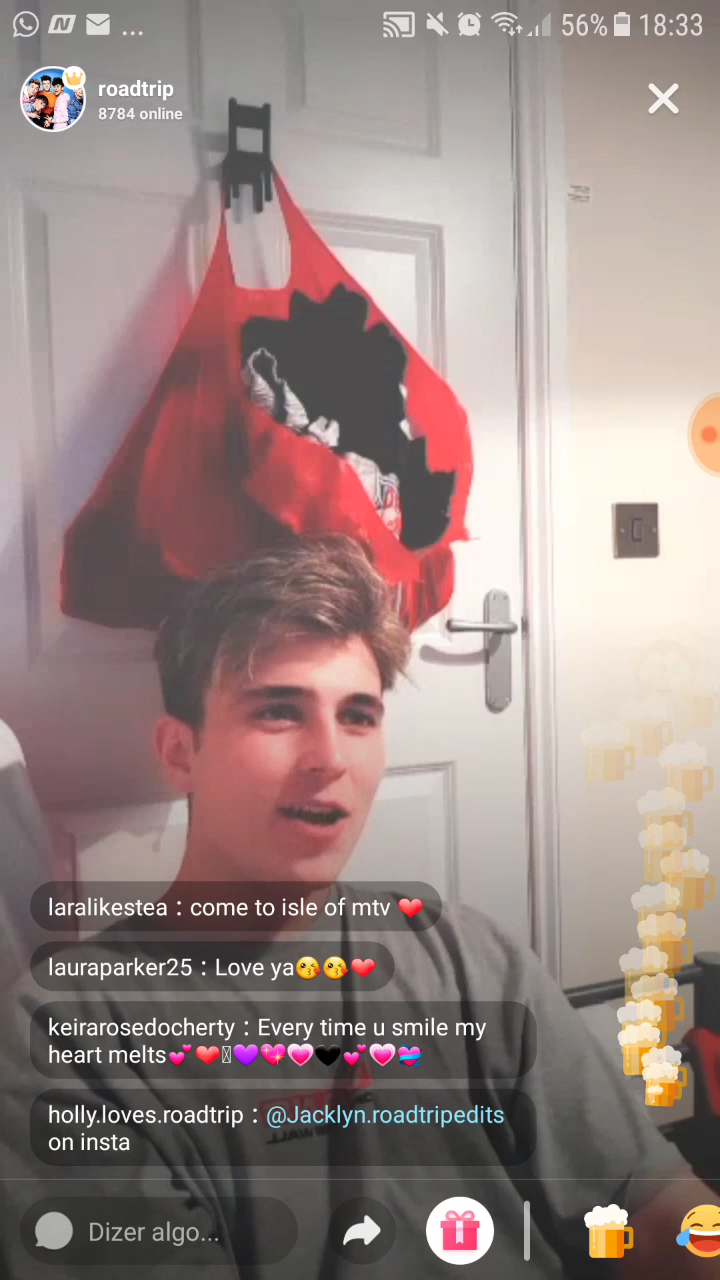 ... 56% 18:33
roadtrip
8784 online
laralikestea : come to isle of mtv ❤️
lauraparker25 : Love ya😘😘❤️
keirarosedocherty : Every time u smile my
heart melts💕❤️💜💖💗🖤💕💗💝
holly.loves.roadtrip : @Jacklyn.roadtripedits
on insta
Dizer algo...